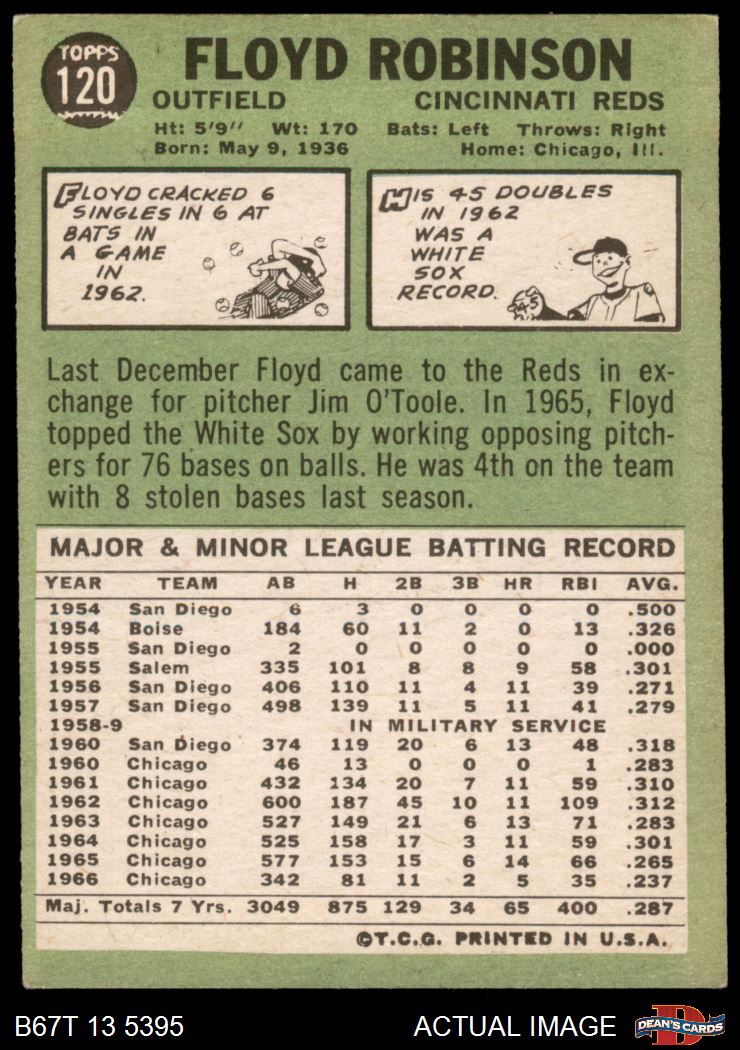 TOPPS
120
FLOYD ROBINSON
OUTFIELD CINCINNATI REDS
Ht: 5'9" Wt: 170 Bats: Left Throws: Right
Born: May 9, 1936 Home: Chicago, Ill.
FLOYD CRACKED 6
SINGLES IN 6 AT
BATS IN
A GAME
IN
1962.
HIS 45 DOUBLES
IN 1962
WAS A
WHITE
SOX
RECORD.
45
Last December Floyd came to the Reds in ex-
change for pitcher Jim O'Toole. In 1965, Floyd
topped the White Sox by working opposing pitch-
ers for 76 bases on balls. He was 4th on the team
with 8 stolen bases last season.
MAJOR & MINOR LEAGUE BATTING RECORD
YEAR TEAM AB H 2B 3B HR RBI AVG.
1954 San Diego 6 3 0 0 0 0 .500
1954 Boise 184 60 11 2 0 13 .326
1955 San Diego 2 0 0 0 0 0 .000
1955 Salem 335 101 8 8 9 58 .301
1956 San Diego 406 110 11 4 11 39 .271
1957 San Diego 498 139 11 5 11 41 .279
1958-9 IN MILITARY SERVICE
1960 San Diego 374 119 20 6 13 48 .318
1960 Chicago 46 13 0 0 0 1 .283
1961 Chicago 432 134 20 7 11 59 .310
1962 Chicago 600 187 45 10 11 109 .312
1963 Chicago 527 149 21 6 13 71 .283
1964 Chicago 525 158 17 3 11 59 .301
1965 Chicago 577 153 15 6 14 66 .265
1966 Chicago 342 81 11 2 5 35 .237
Maj. Totals 7 Yrs. 3049 875 129 34 65 400 .287
©T.C.G. PRINTED IN U.S.A.
B67T 13 5395 ACTUAL IMAGE
D
DEAN'S CARDS